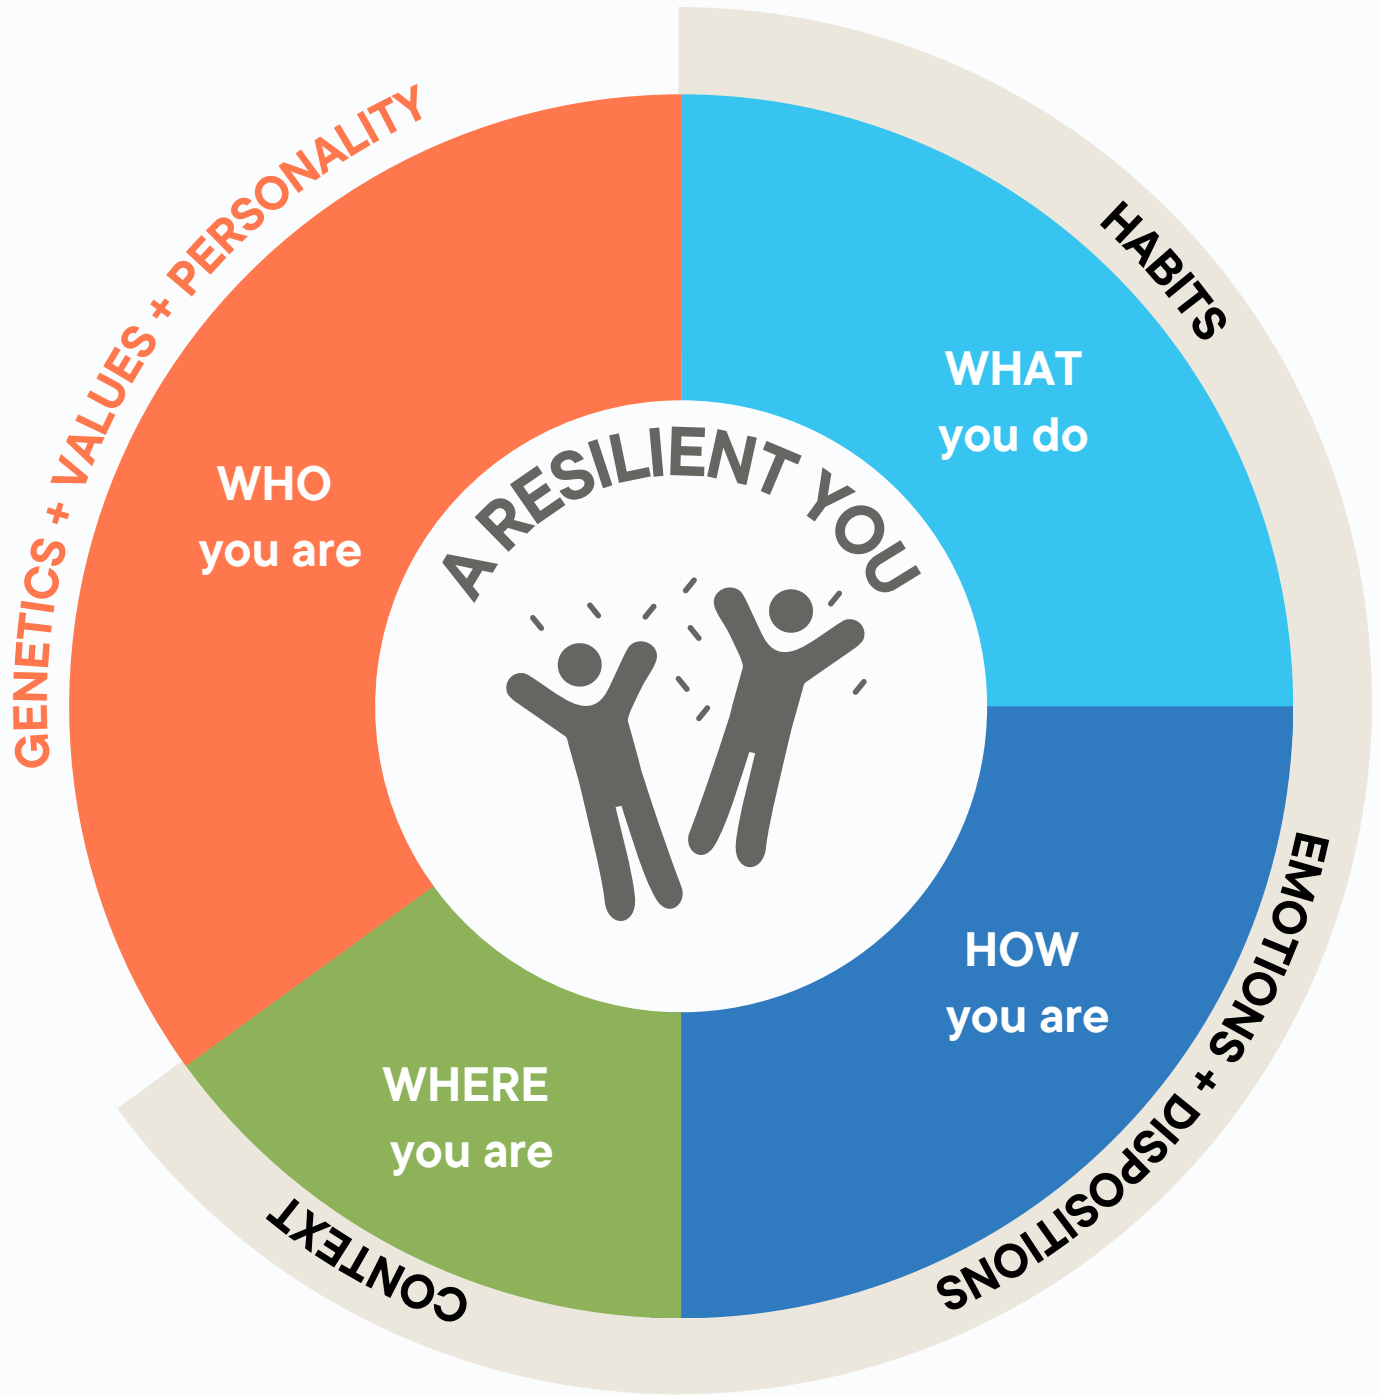 GENETICS + VALUES + PERSONALITY
HABITS
WHAT
you do
WHO
you are
A RESILIENT YOU
HOW
you are
EMOTIONS + DISPOSITIONS
WHERE
you are
CONTEXT